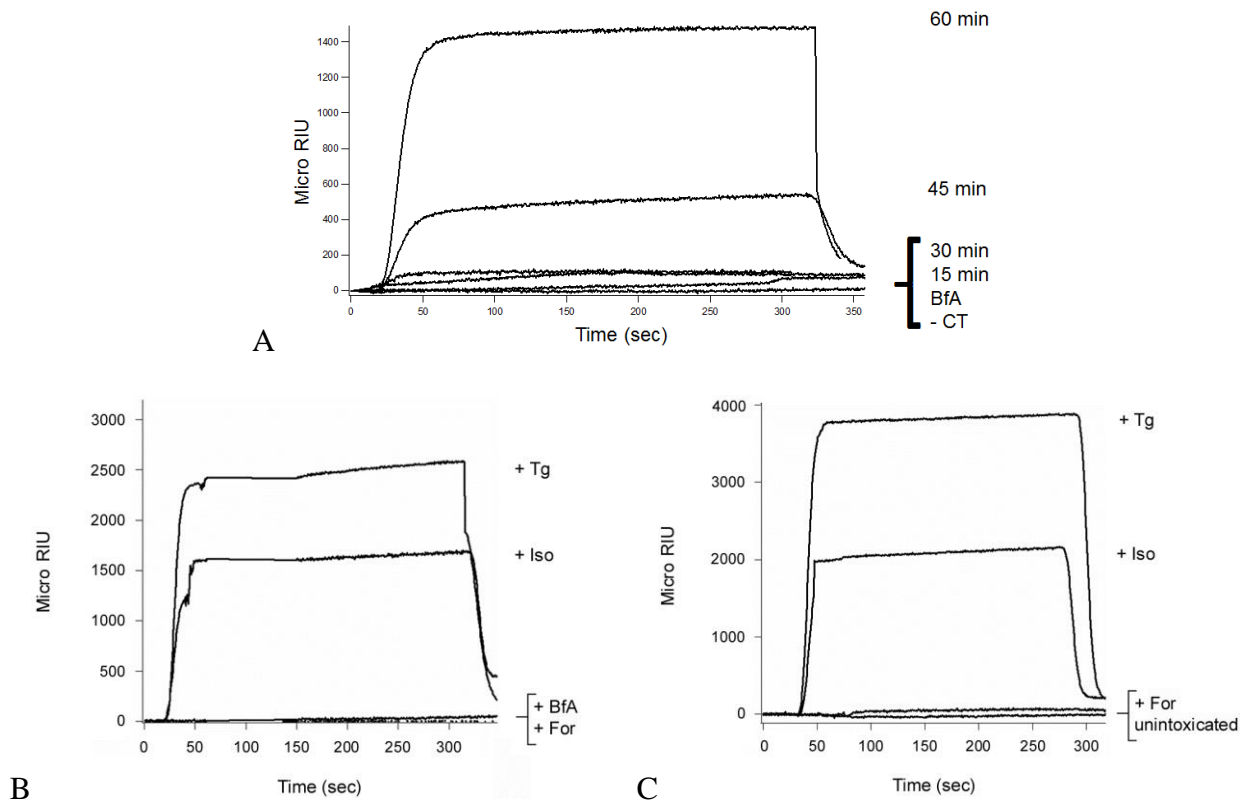 60 min
1400
1200
1000
800
600
400
200
0
Micro RIU
45 min
30 min
15 min
BfA
- CT
0 50 100 150 200 250 300 350
Time (sec)
A
3000
2500
2000
1500
1000
500
0
Micro RIU
+ Tg
+ Iso
+ BfA
+ For
0 50 100 150 200 250 300
Time (sec)
B
4000
3000
2000
1000
0
Micro RIU
+ Tg
+ Iso
+ For
unintoxicated
0 50 100 150 200 250 300
Time (sec)
C